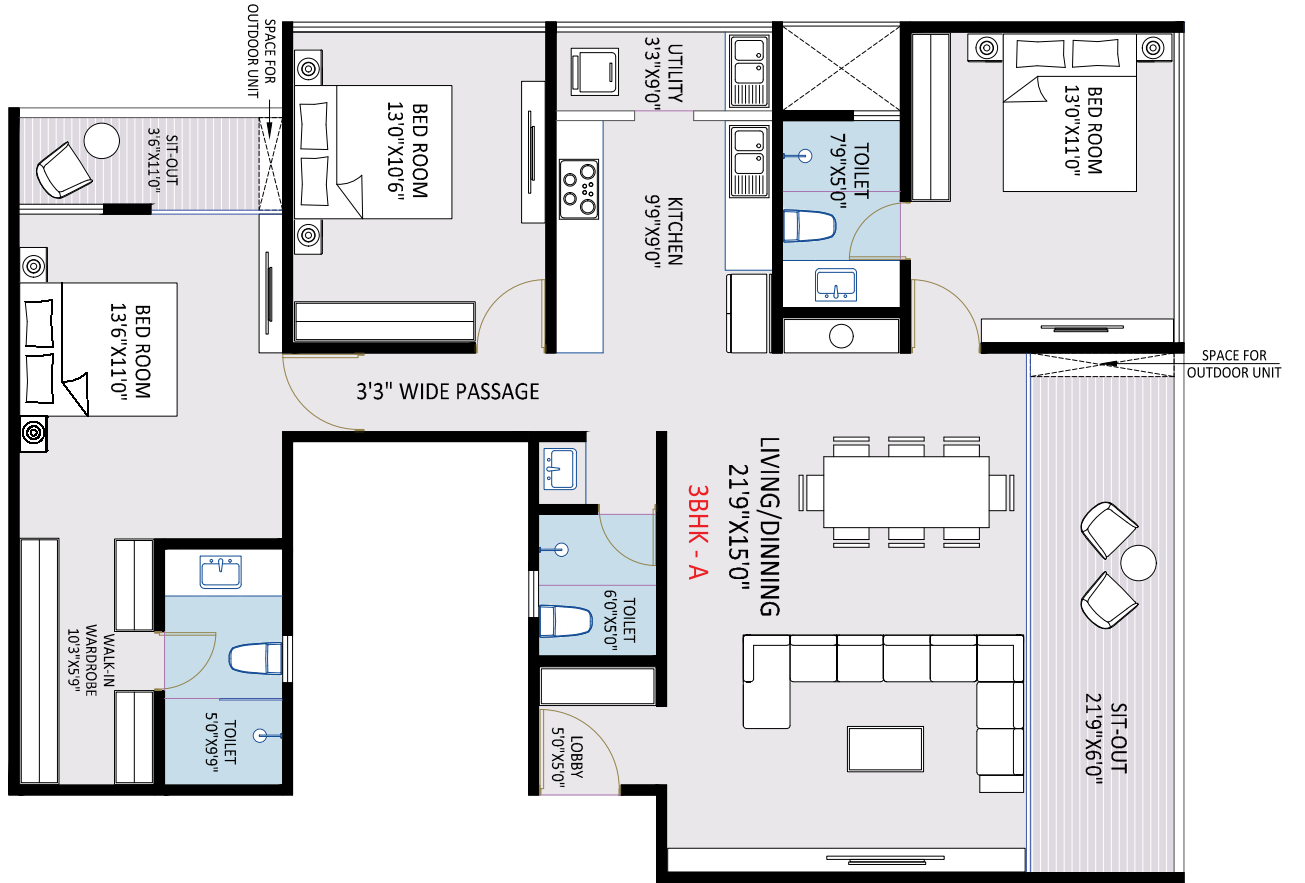 SPACE FOR
OUTDOOR UNIT
SIT-OUT
3'6"X11'0"
BED ROOM
13'0"X10'6"
UTILITY
3'3"X9'0"
KITCHEN
9'9"X9'0"
TOILET
7'9"X5'0"
BED ROOM
13'0"X11'0"
BED ROOM
13'6"X11'0"
3'3" WIDE PASSAGE
SPACE FOR
OUTDOOR UNIT
LIVING/DINNING
21'9"X15'0"
3BHK - A
TOILET
6'0"X5'0"
WALK-IN
WARDROBE
10'3"X5'9"
TOILET
5'0"X9'9"
LOBBY
5'0"X5'0"
SIT-OUT
21'9"X6'0"